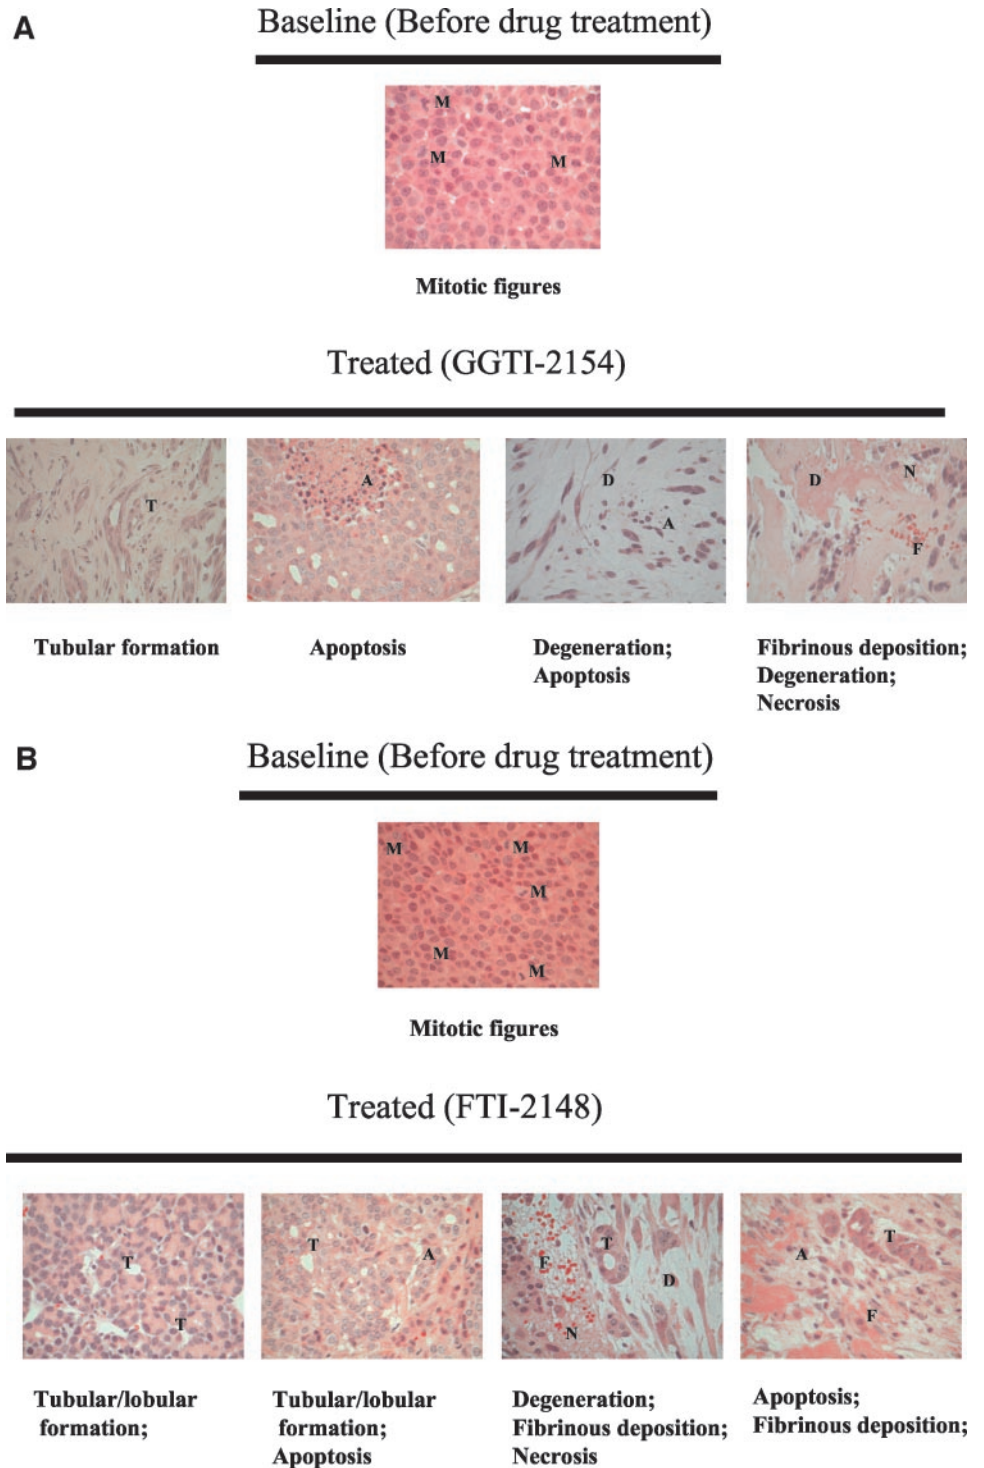 A
Baseline (Before drug treatment)
M
M
M
Mitotic figures
Treated (GGTI-2154)
T
A
D
A
D
N
F
Tubular formation
Apoptosis
Degeneration;
Apoptosis
Fibrinous deposition;
Degeneration;
Necrosis
B
Baseline (Before drug treatment)
M
M
M
M
M
Mitotic figures
Treated (FTI-2148)
T
T
T
A
F
T
D
N
A
T
F
Tubular/lobular
formation;
Tubular/lobular
formation;
Apoptosis
Degeneration;
Fibrinous deposition;
Necrosis
Apoptosis;
Fibrinous deposition;